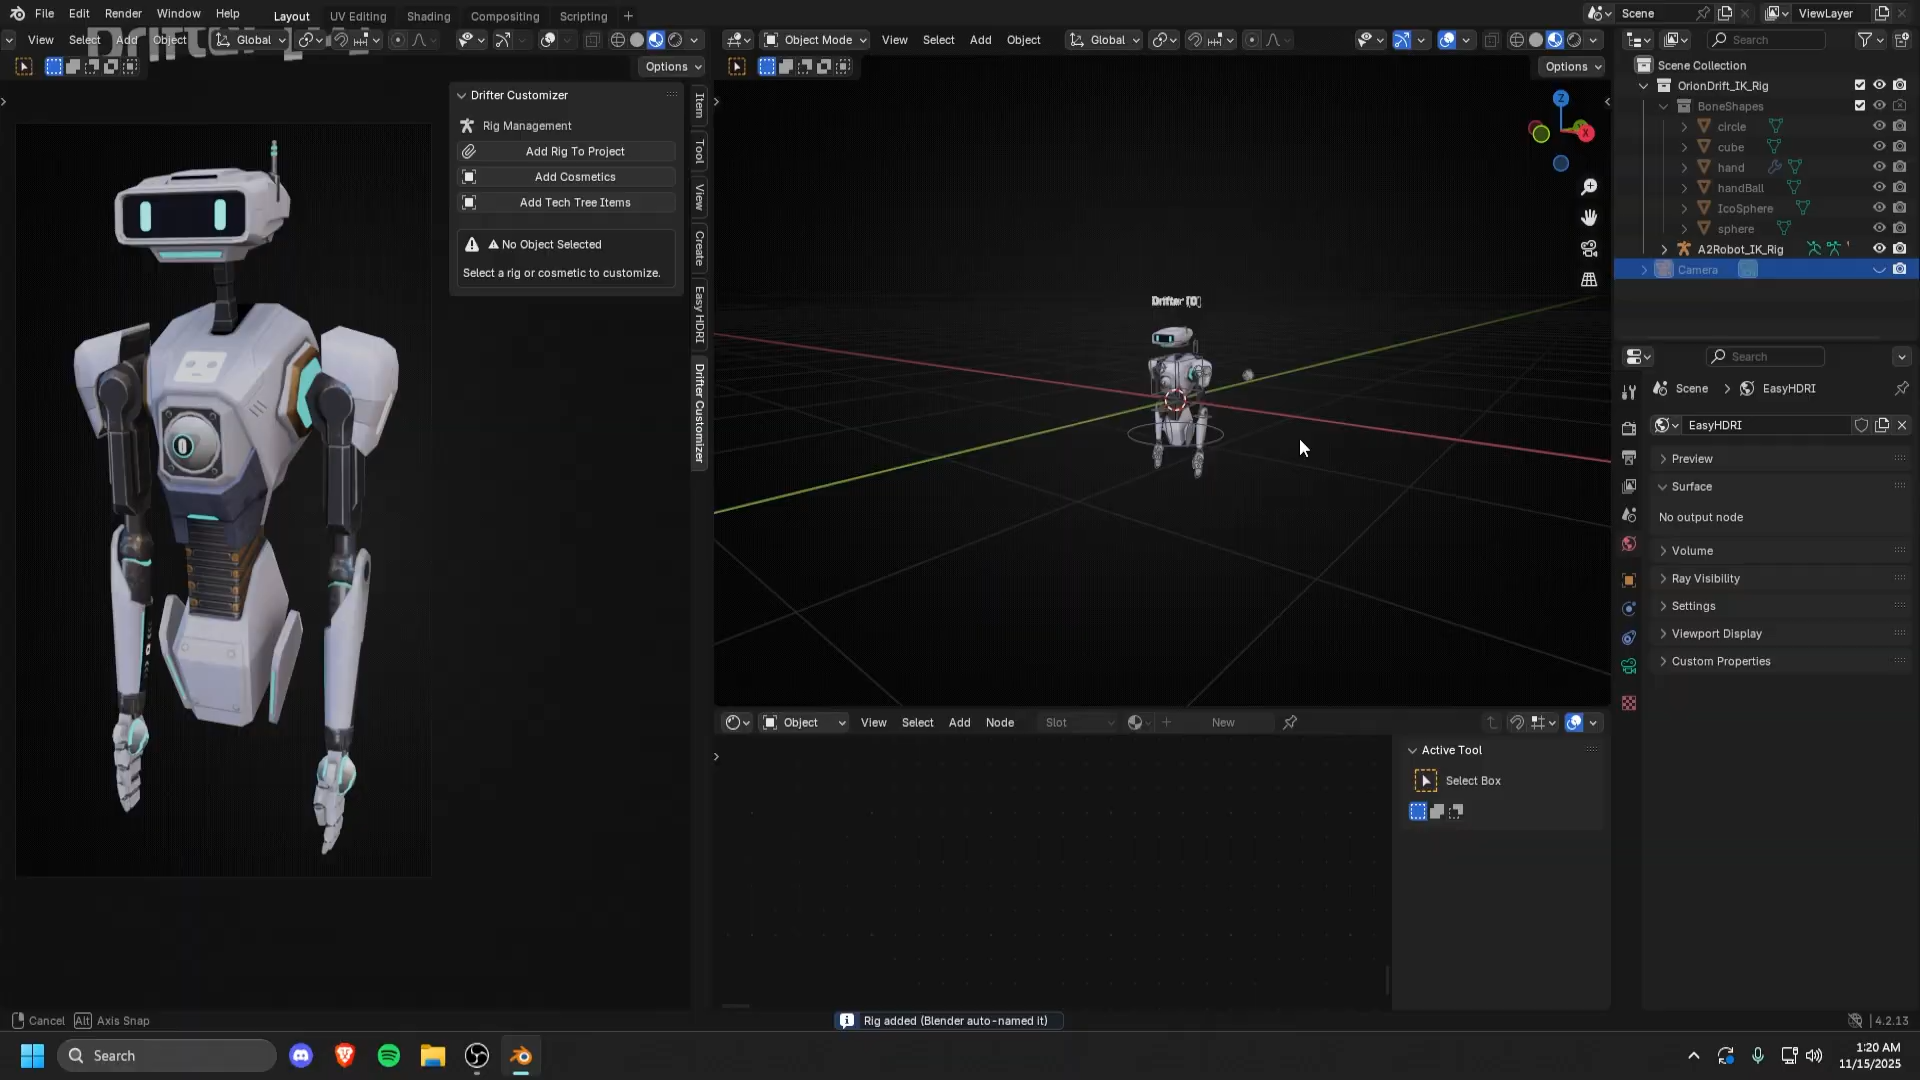 File Edit Render Window Help Layout UV Editing Shading Compositing Scripting + Scene ViewLayer
View Select Add Object Global Object Mode View Select Add Object Global Search
Options Options
Drifter Customizer
Rig Management
Add Rig To Project
Add Cosmetics
Add Tech Tree Items
No Object Selected
Select a rig or cosmetic to customize.
Item
Tool
View
Create
Easy HDRI
Drifter Customizer
Z
X
Drifter [0]
Scene Collection
OrionDrift_IK_Rig
BoneShapes
circle
cube
hand
handBall
IcoSphere
sphere
A2Robot_IK_Rig
Camera
Search
Scene > EasyHDRI
EasyHDRI
Preview
Surface
No output node
Volume
Ray Visibility
Settings
Viewport Display
Custom Properties
Object View Select Add Node Slot New
Active Tool
Select Box
Cancel Alt Axis Snap
Rig added (Blender auto-named it)
4.2.13
Search
1:20 AM
11/15/2025